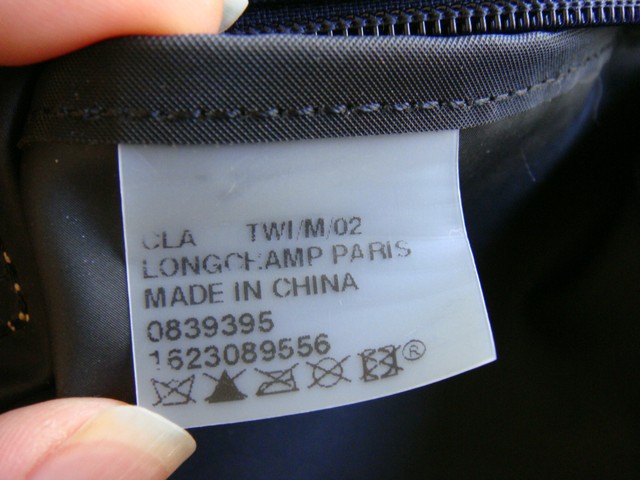 CLA TWI/M/02
LONGCHAMP PARIS
MADE IN CHINA
0839395
1623089556
®